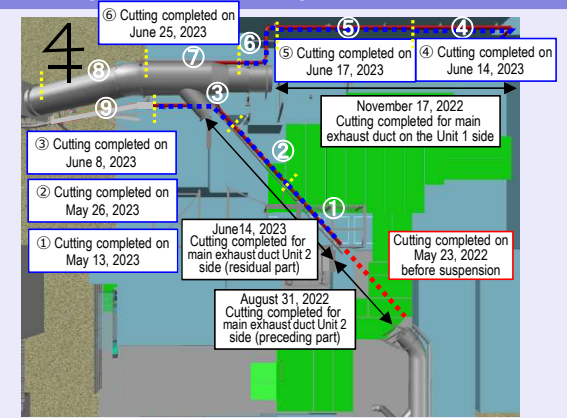 ⑥ Cutting completed on
June 25, 2023
⑤
④
⑥
⑦
⑤ Cutting completed on
June 17, 2023
④ Cutting completed on
June 14, 2023
⑧
⑨
③
November 17, 2022
Cutting completed for main
exhaust duct on the Unit 1 side
③ Cutting completed on
June 8, 2023
②
② Cutting completed on
May 26, 2023
①
① Cutting completed on
May 13, 2023
June14, 2023
Cutting completed for
main exhaust duct Unit 2
side (residual part)
Cutting completed on
May 23, 2022
before suspension
August 31, 2022
Cutting completed for
main exhaust duct Unit 2
side (preceding part)